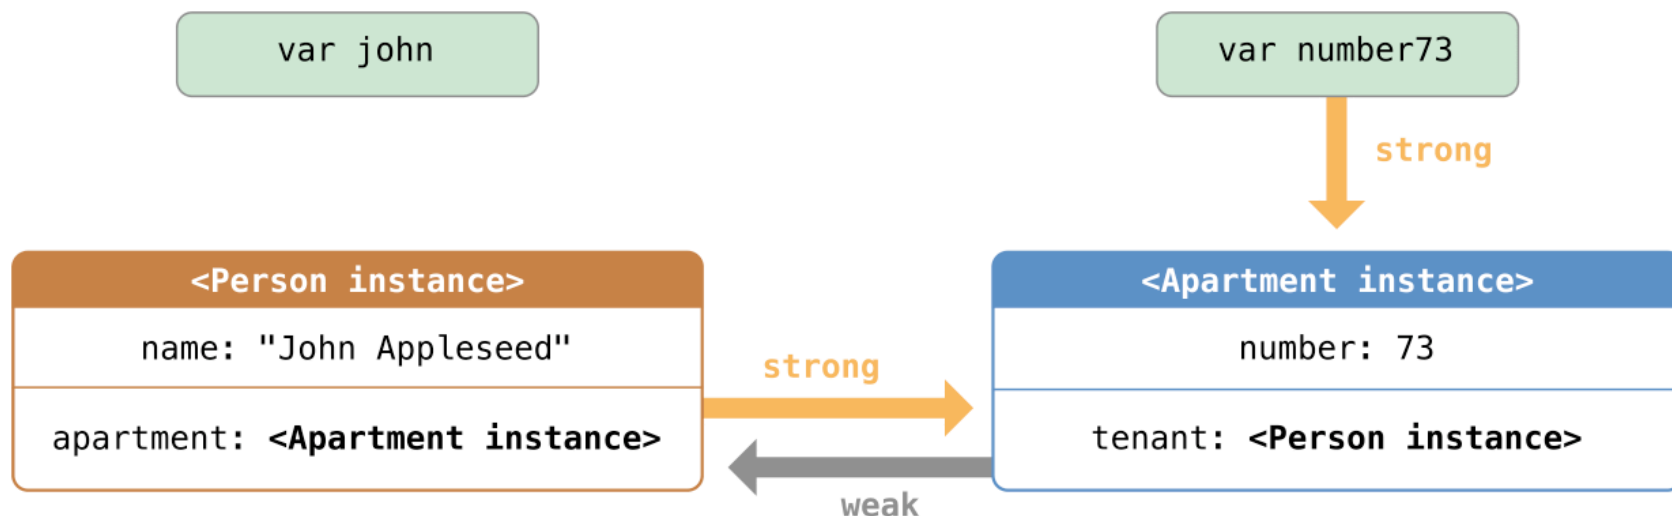 var john
var number73
strong
<Person instance>
<Apartment instance>
name: "John Appleseed"
number: 73
strong
apartment: <Apartment instance>
tenant: <Person instance>
weak